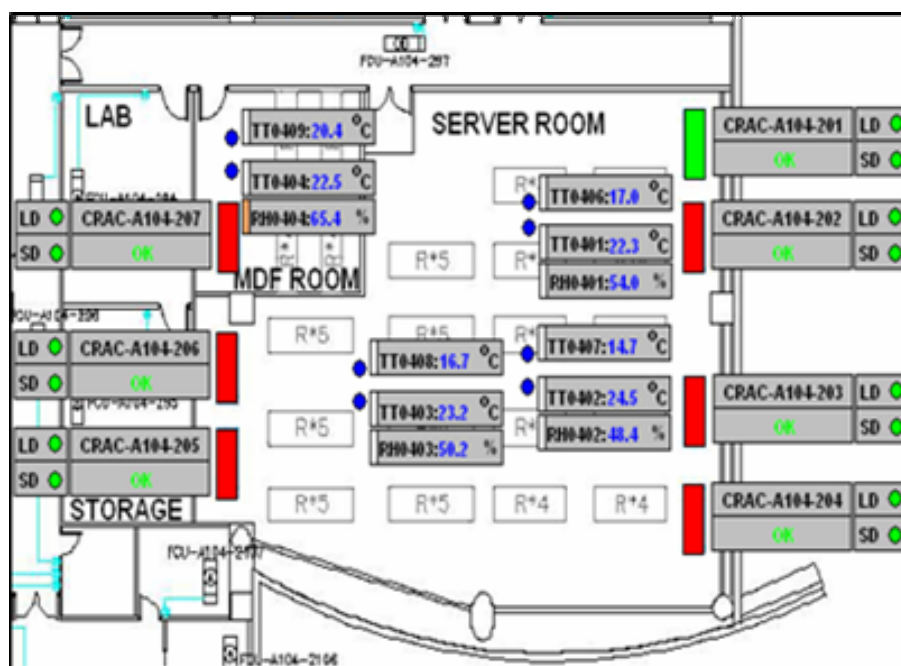 FDU-A104-297
LAB
TT0409:20.4 °C
SERVER ROOM
CRAC-A104-201 LD
OK SD
TT0404:22.5 °C
R*
TT0406:17.0 °C
LD CRAC-A104-207
RH0404:65.4 %
CRAC-A104-202 LD
SD OK
TT0401:22.3 °C
OK SD
MDF ROOM
R*5
R*
RH0401:54.0 %
LD CRAC-A104-206
R*5
R*5
TT0407:14.7 °C
SD OK
TT0408:16.7 °C
CRAC-A104-203 LD
TT0403:23.2 °C
TT0402:24.5 °C
OK SD
LD CRAC-A104-205
R*5
R*
RH0402:48.4 %
SD OK
RH0403:50.2 %
STORAGE
R*5
R*5
R*4
R*4
CRAC-A104-204 LD
OK SD
FCU-A104-2196